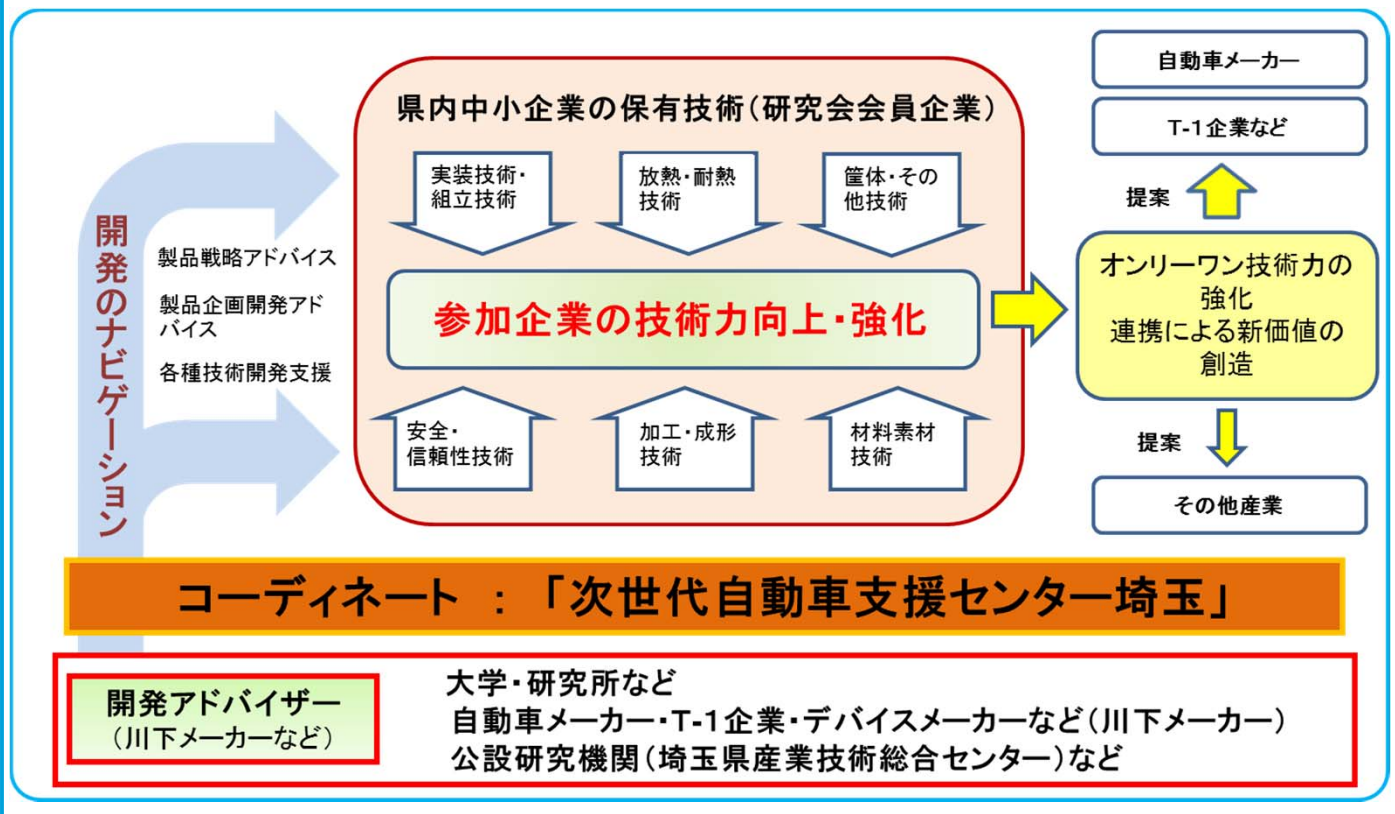 県内中小企業の保有技術(研究会会員企業)
実装技術・
組立技術
放熱・耐熱
技術
筐体・その
他技術
開発のナビゲーション
製品戦略アドバイス
製品企画開発アド
バイス
各種技術開発支援
参加企業の技術力向上・強化
安全・
信頼性技術
加工・成形
技術
材料素材
技術
自動車メーカー
T-1企業など
提案
オンリーワン技術力の
強化
連携による新価値の
創造
提案
その他産業
コーディネート : 「次世代自動車支援センター埼玉」
開発アドバイザー
(川下メーカーなど)
大学・研究所など
自動車メーカー・T-1企業・デバイスメーカーなど(川下メーカー)
公設研究機関(埼玉県産業技術総合センター)など